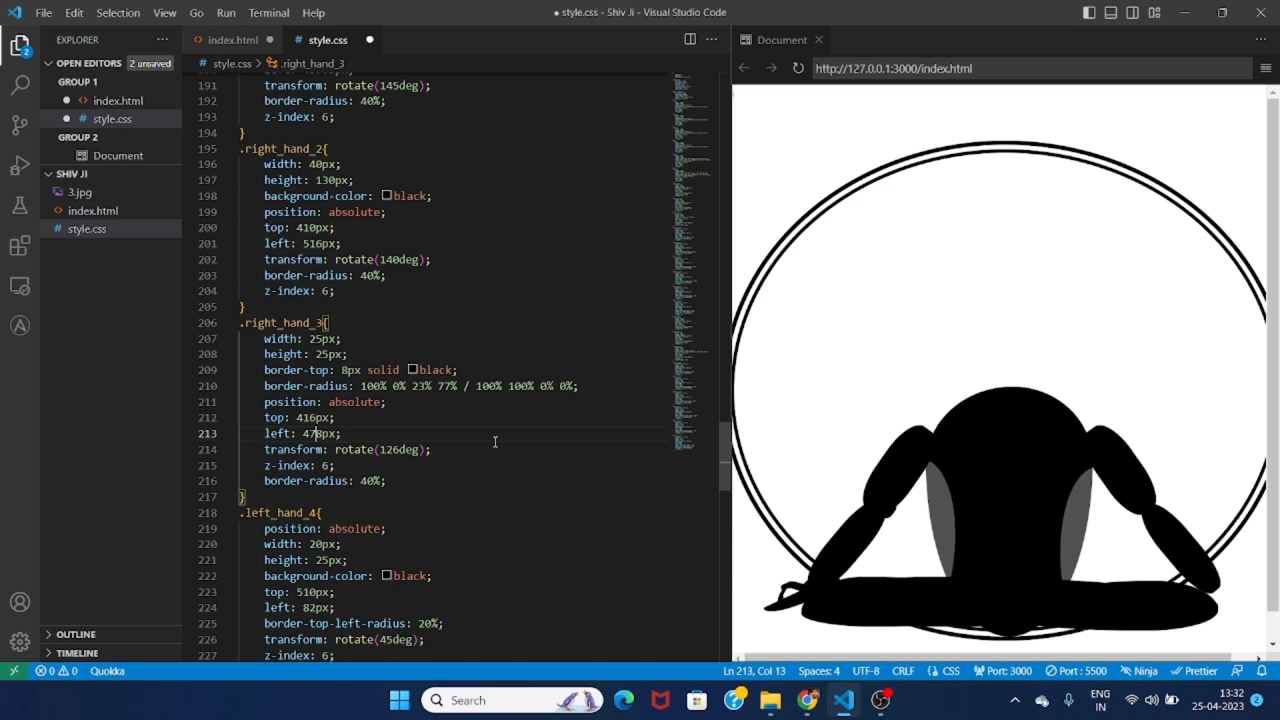 File Edit Selection View Go Run Terminal Help
● style.css - Shiv Ji - Visual Studio Code
EXPLORER ···
OPEN EDITORS 2 unsaved
GROUP 1
● <> index.html
● # style.css
GROUP 2
Document
SHIV JI
3.jpg
<> index.html
# style.css
OUTLINE
TIMELINE
2
<> index.html ●
# style.css ●
# style.css > .right_hand_3
191 transform: rotate(145deg);
192 border-radius: 40%;
193 z-index: 6;
194 }
195 .right_hand_2{
196 width: 40px;
197 height: 130px;
198 background-color: black;
199 position: absolute;
200 top: 410px;
201 left: 516px;
202 transform: rotate(140deg);
203 border-radius: 40%;
204 z-index: 6;
205 }
206 .right_hand_3{
207 width: 25px;
208 height: 25px;
209 border-top: 8px solid black;
210 border-radius: 100% 0% 23% 77% / 100% 100% 0% 0%;
211 position: absolute;
212 top: 416px;
213 left: 478px;
214 transform: rotate(126deg);
215 z-index: 6;
216 border-radius: 40%;
217 }
218 .left_hand_4{
219 position: absolute;
220 width: 20px;
221 height: 25px;
222 background-color: black;
223 top: 510px;
224 left: 82px;
225 border-top-left-radius: 20%;
226 transform: rotate(45deg);
227 z-index: 6;
Document
http://127.0.0.1:3000/index.html
0 0 Quokka
Ln 213, Col 13 Spaces: 4 UTF-8 CRLF {} CSS Port: 3000 Port : 5500 Ninja Prettier
Search
ENG
IN
13:32
25-04-2023
2